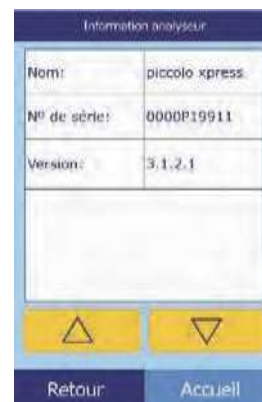 Information analyseur
Nom: piccolo xpress
Nº de série: 0000P19911
Version: 3.1.2.1
Retour Accueil